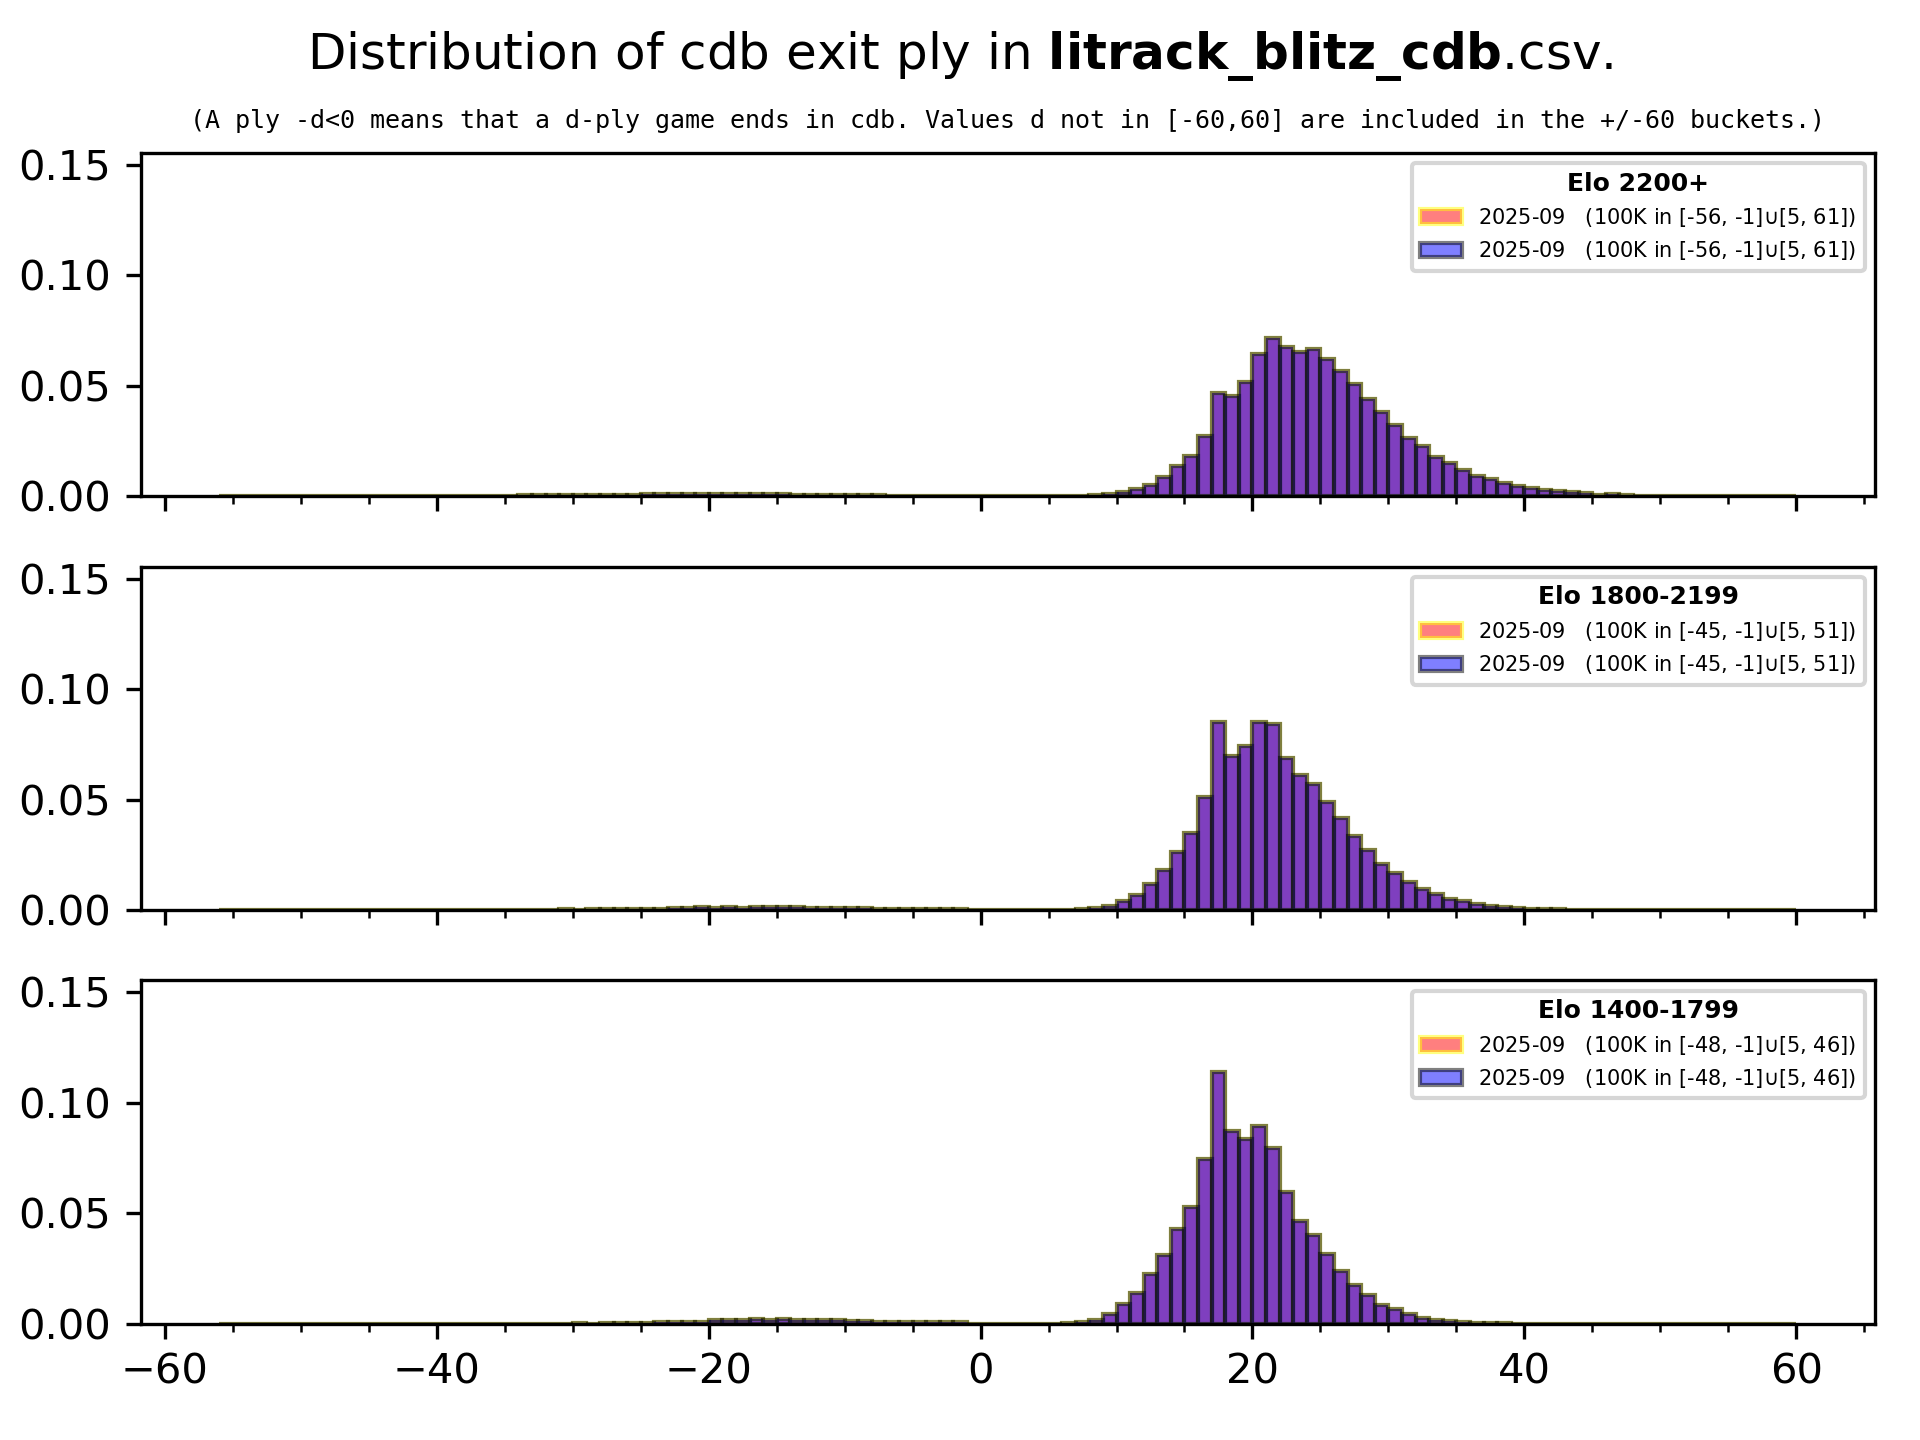 Distribution of cdb exit ply in litrack_blitz_cdb.csv.
(A ply -d<0 means that a d-ply game ends in cdb. Values d not in [-60,60] are included in the +/-60 buckets.)
0.15
0.10
0.05
0.00
Elo 2200+
2025-09 (100K in [-56, -1]∪[5, 61])
2025-09 (100K in [-56, -1]∪[5, 61])
0.15
0.10
0.05
0.00
Elo 1800-2199
2025-09 (100K in [-45, -1]∪[5, 51])
2025-09 (100K in [-45, -1]∪[5, 51])
0.15
0.10
0.05
0.00
Elo 1400-1799
2025-09 (100K in [-48, -1]∪[5, 46])
2025-09 (100K in [-48, -1]∪[5, 46])
−60 −40 −20 0 20 40 60